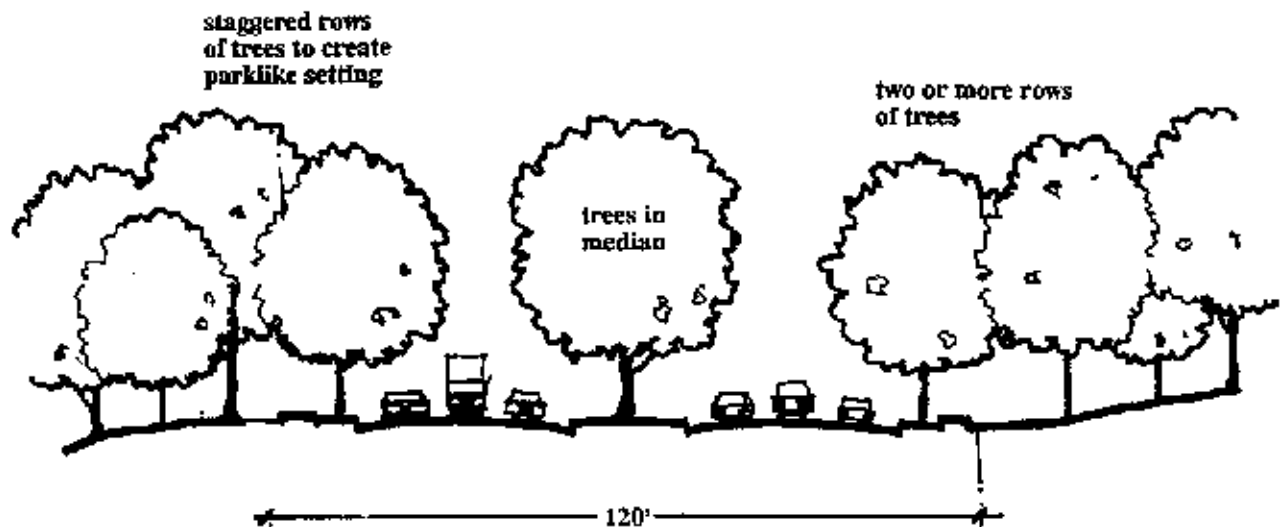 staggered rows
of trees to create
parklike setting
two or more rows
of trees
trees in
median
120'